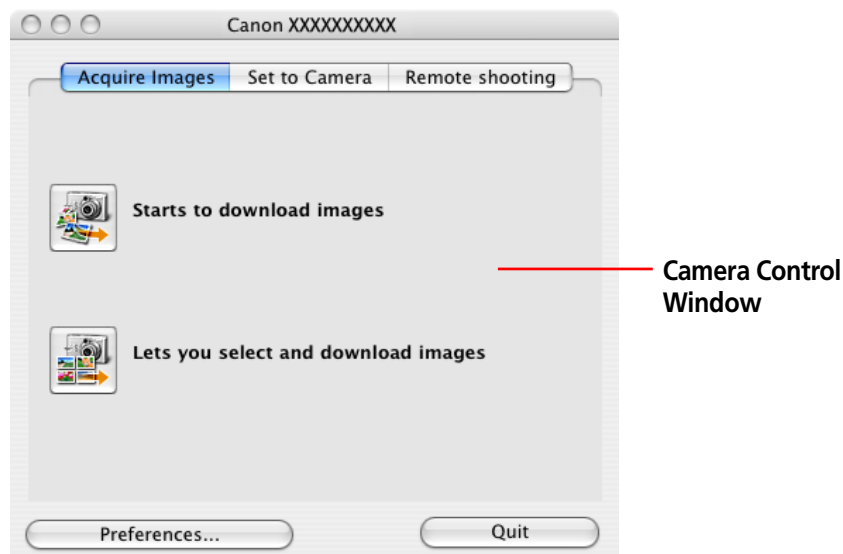 Canon XXXXXXXXXX
Acquire Images Set to Camera Remote shooting
Starts to download images
Camera Control
Window
Lets you select and download images
Preferences... Quit